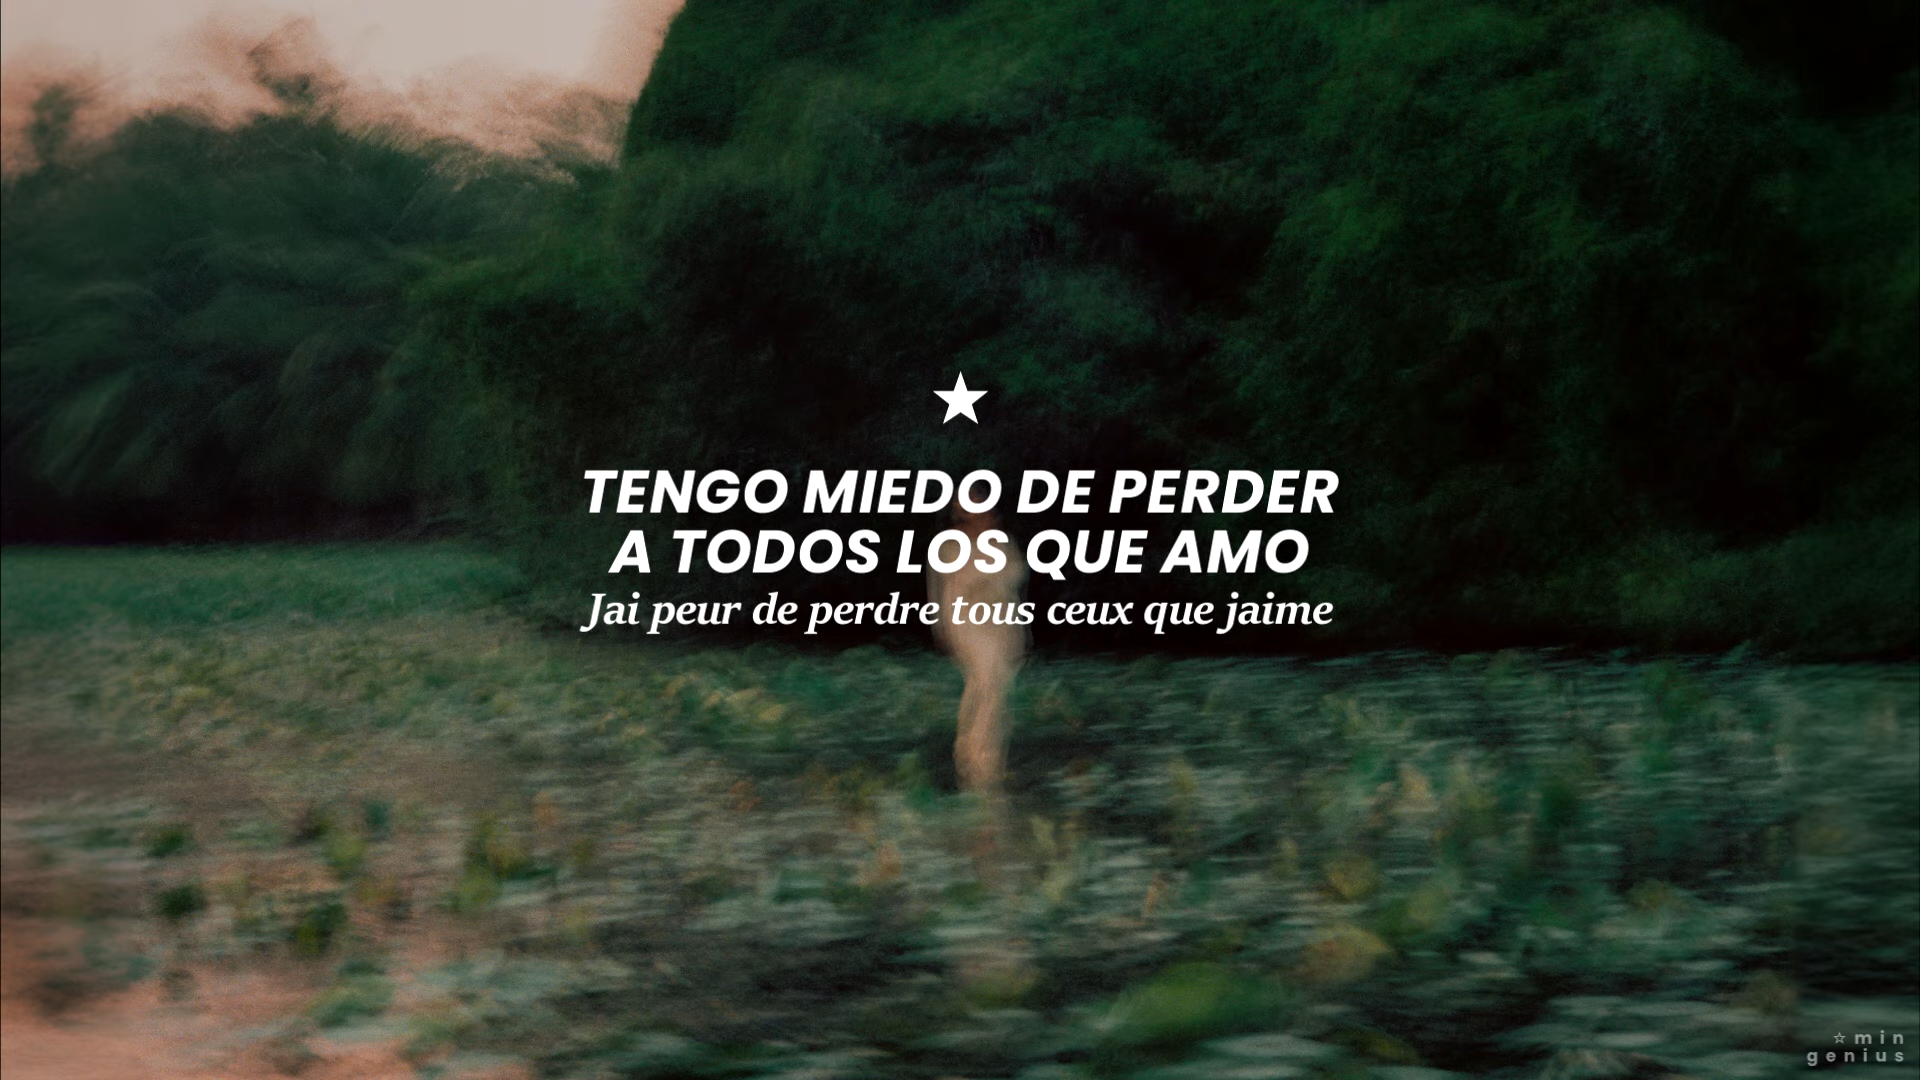 TENGO MIEDO DE PERDER
A TODOS LOS QUE AMO
Jai peur de perdre tous ceux que jaime
☆min
genius